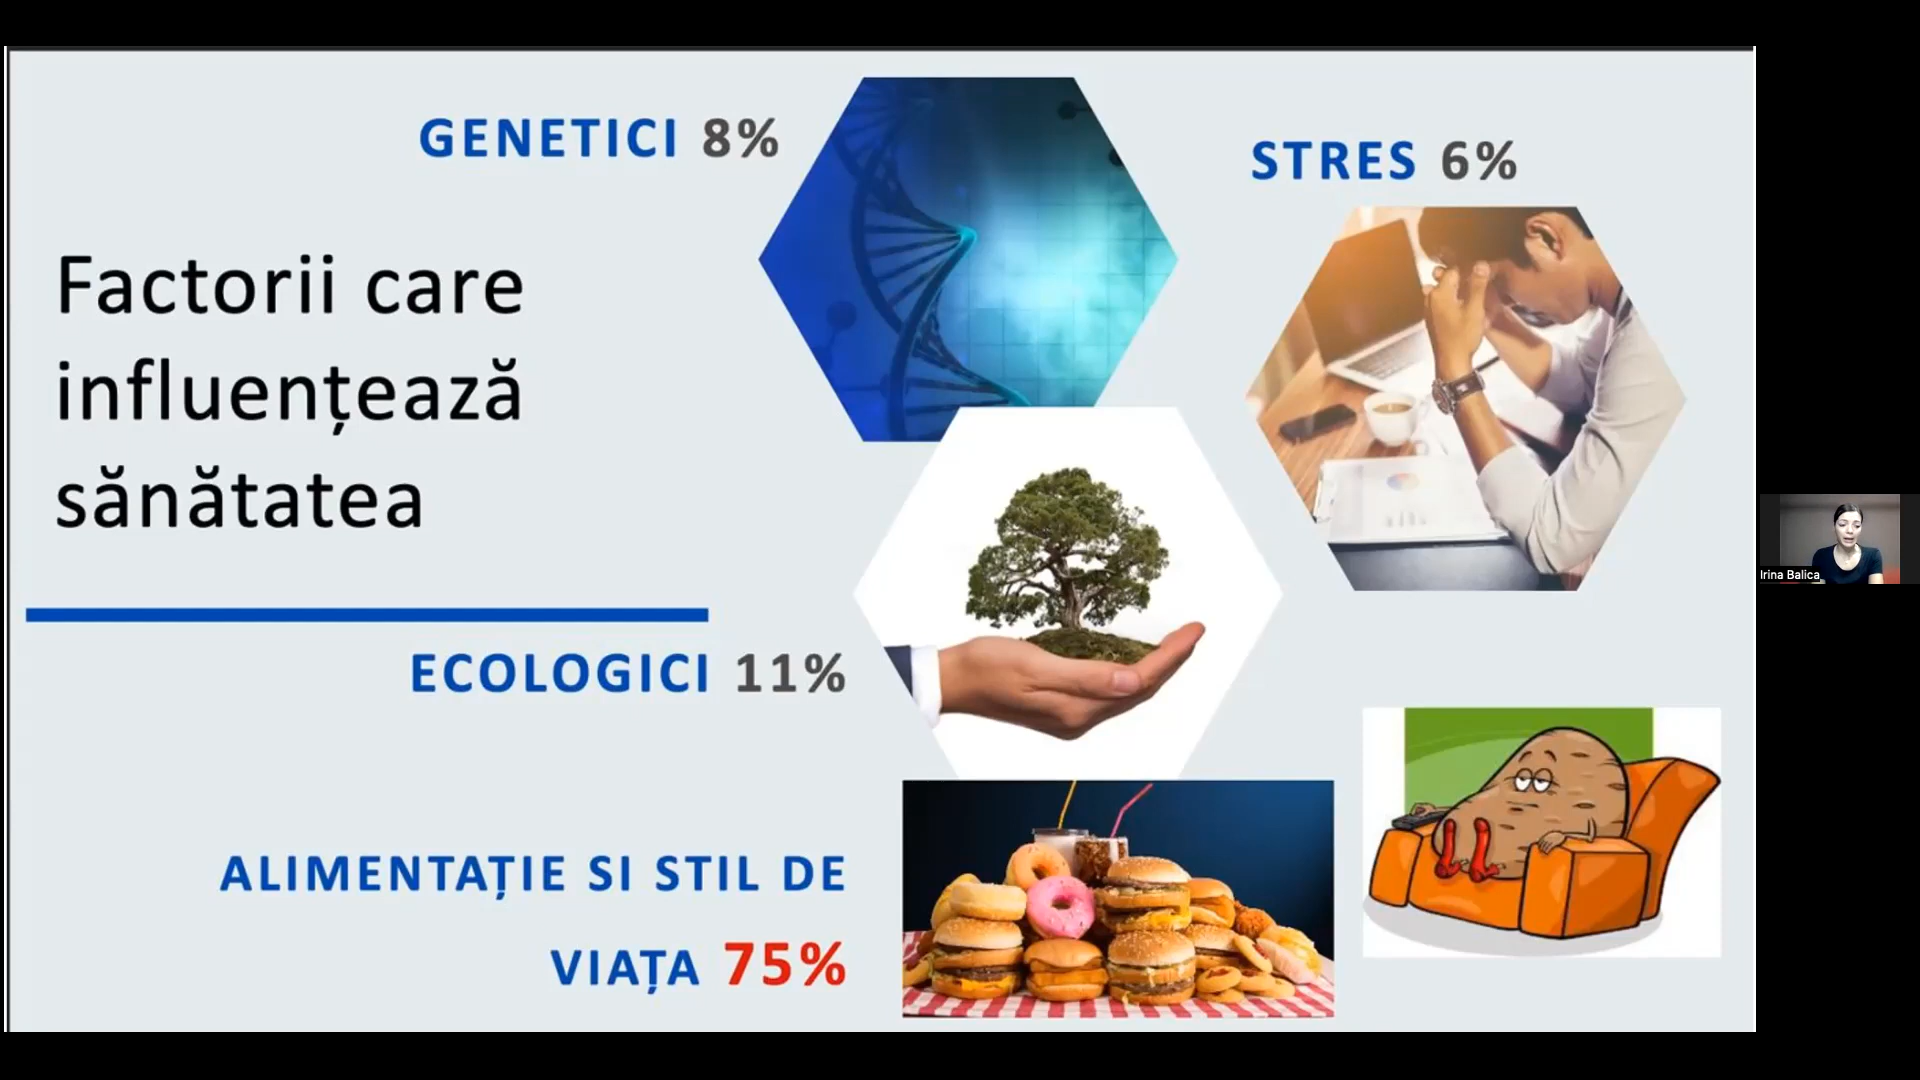 GENETICI 8%
STRES 6%
Factorii care
influențează
sănătatea
ECOLOGICI 11%
ALIMENTAȚIE SI STIL DE
VIAȚA 75%
Irina Balica